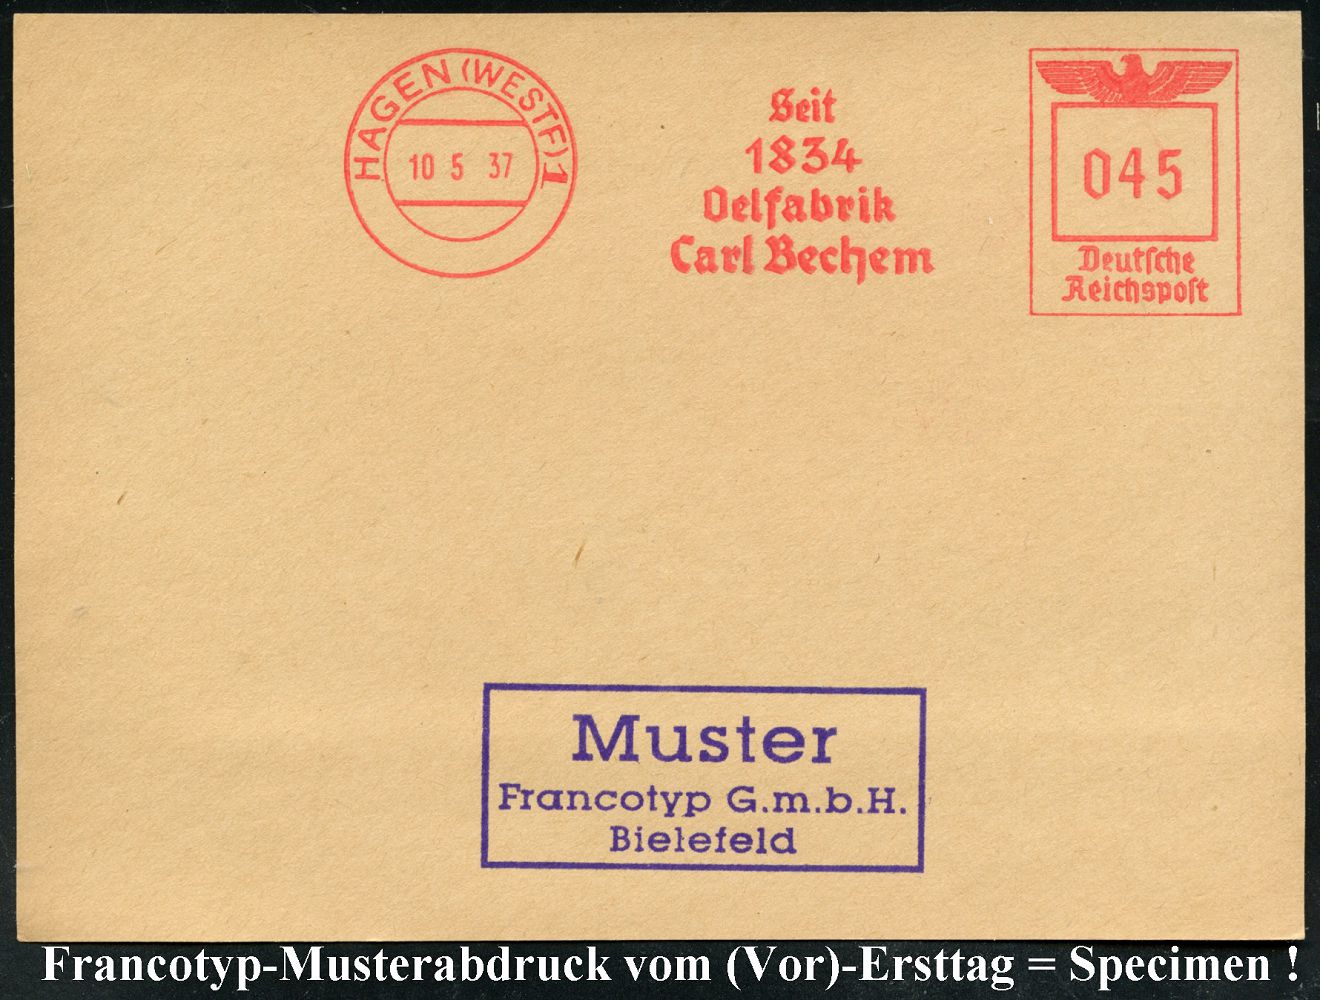 HAGEN (WESTF) 1
10 5 37
Seit
1834
Oelfabrik
Carl Bechem
045
Deutsche
Reichspost
Muster
Francotyp G.m.b.H.
Bielefeld
Francotyp-Musterabdruck vom (Vor)-Ersttag = Specimen !